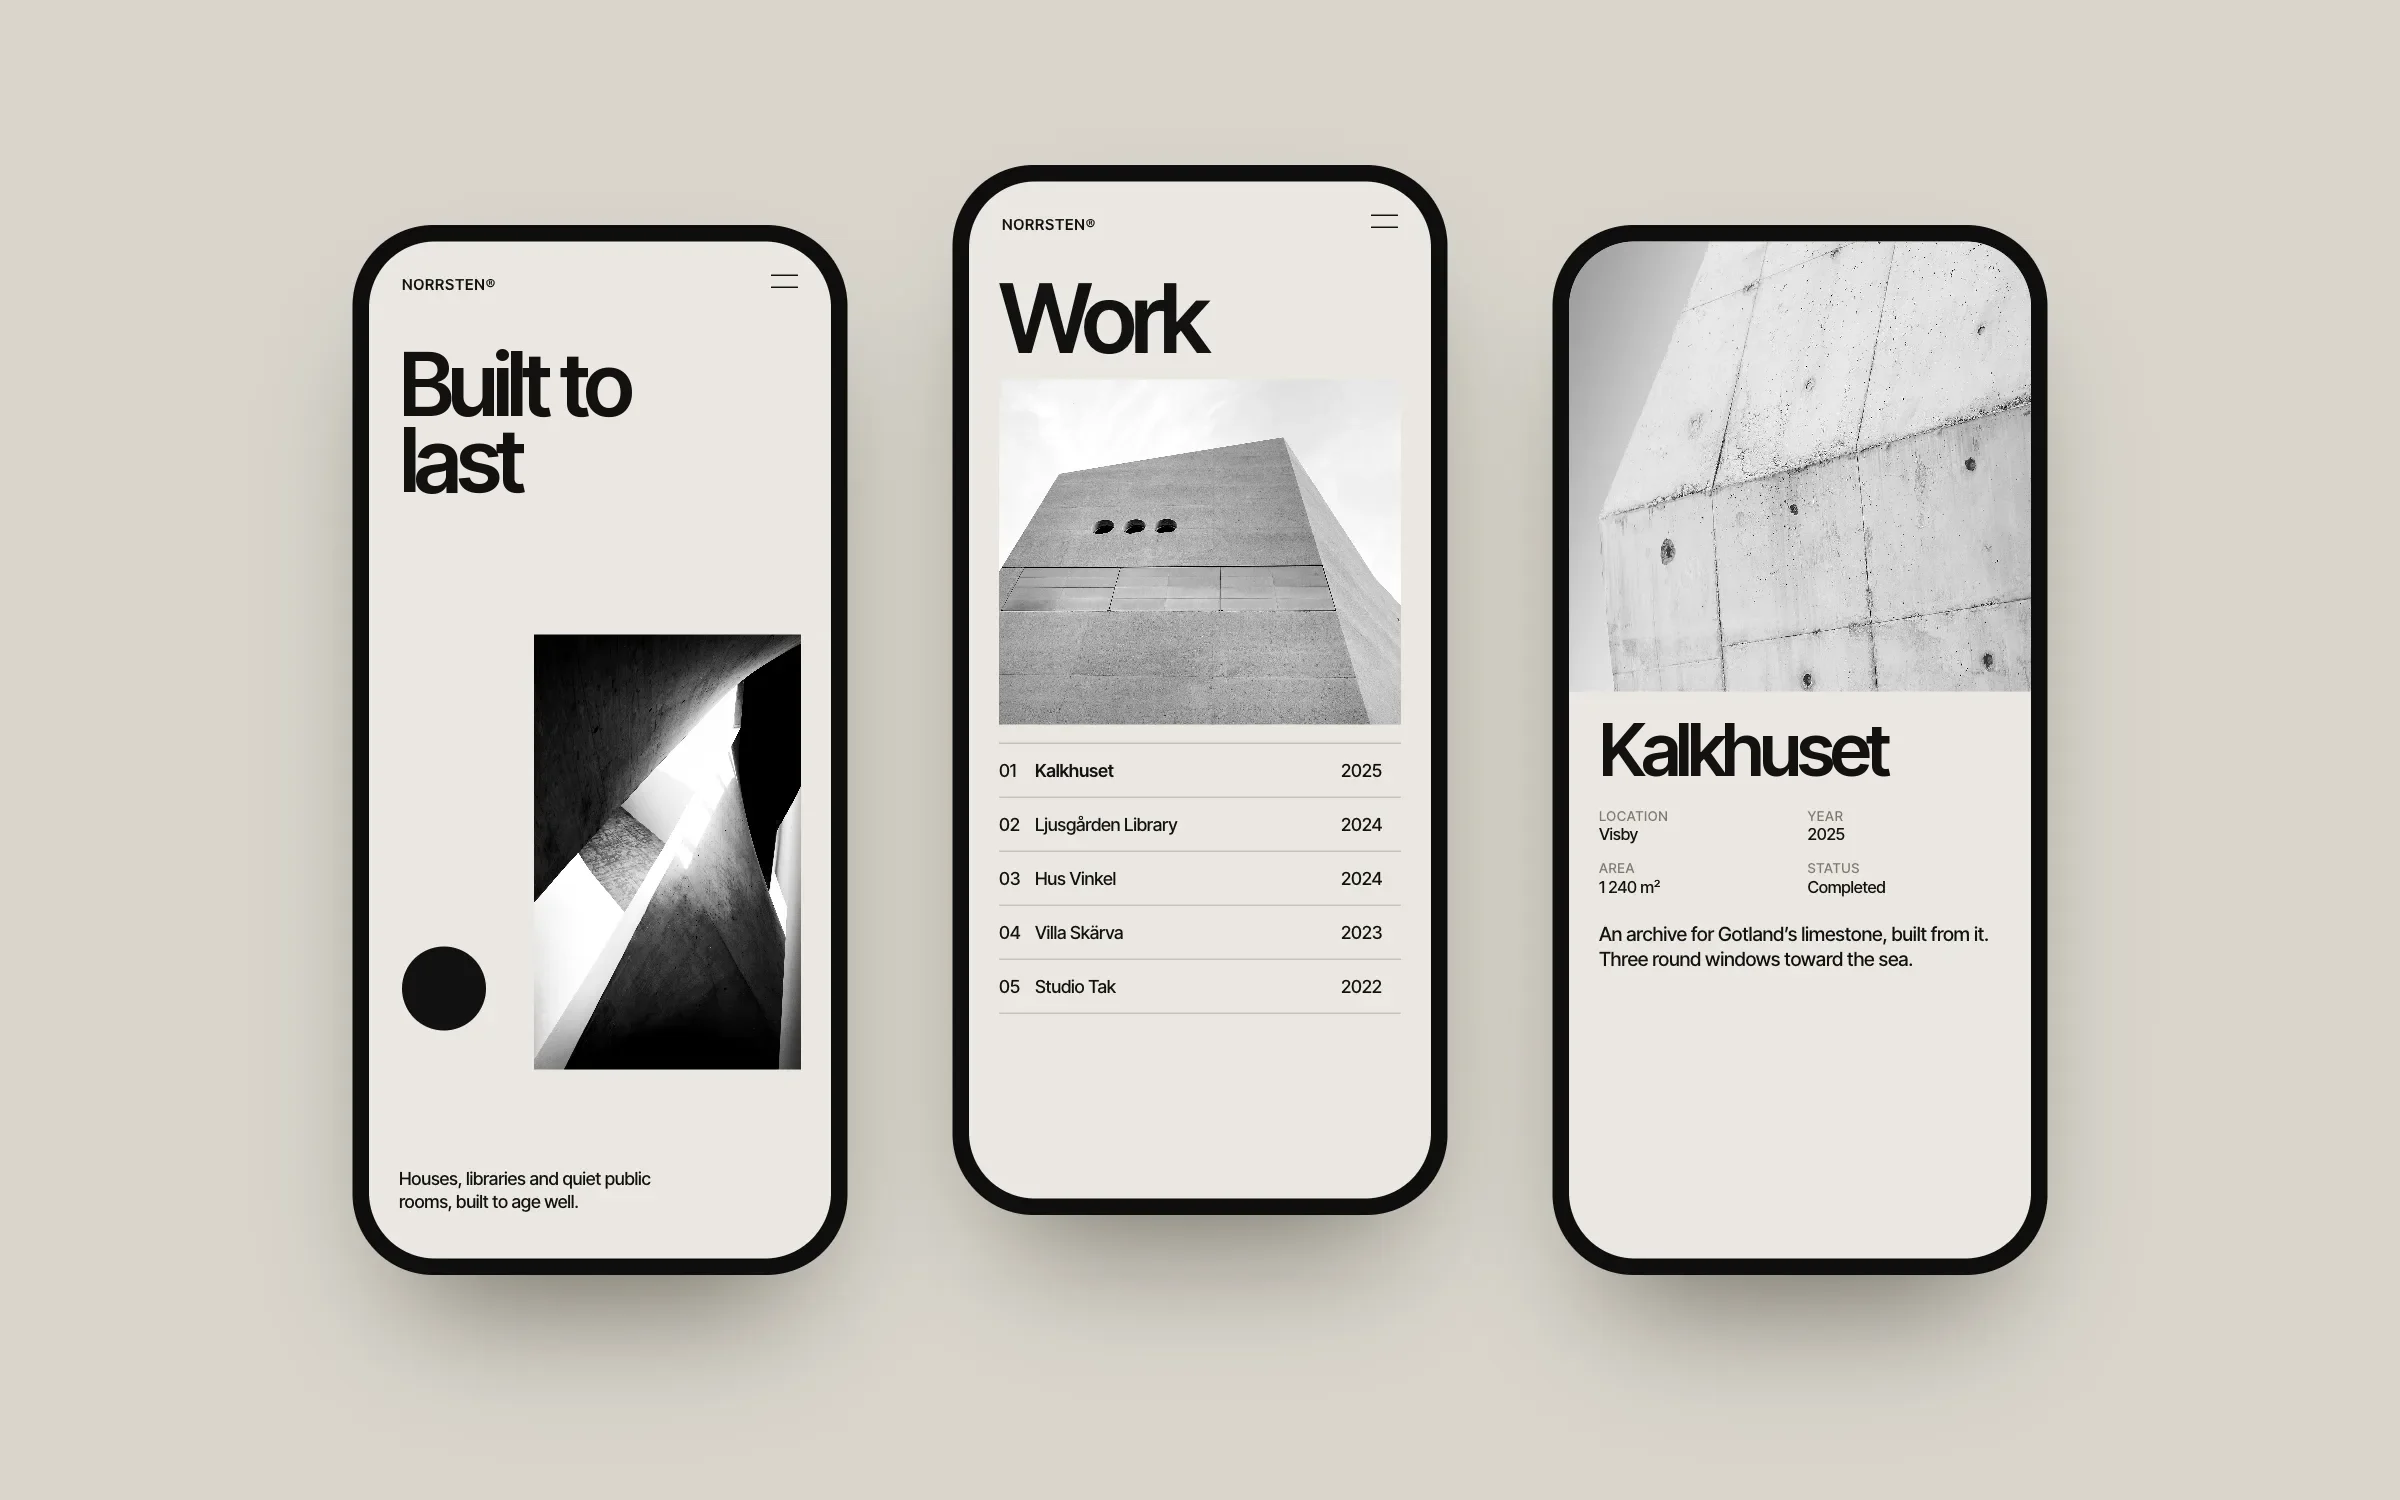 NORRSTEN®
Built to
last
Houses, libraries and quiet public
rooms, built to age well.
NORRSTEN®
Work
01 Kalkhuset 2025
02 Ljusgården Library 2024
03 Hus Vinkel 2024
04 Villa Skärva 2023
05 Studio Tak 2022
Kalkhuset
LOCATION YEAR
Visby 2025
AREA STATUS
1 240 m² Completed
An archive for Gotland’s limestone, built from it.
Three round windows toward the sea.